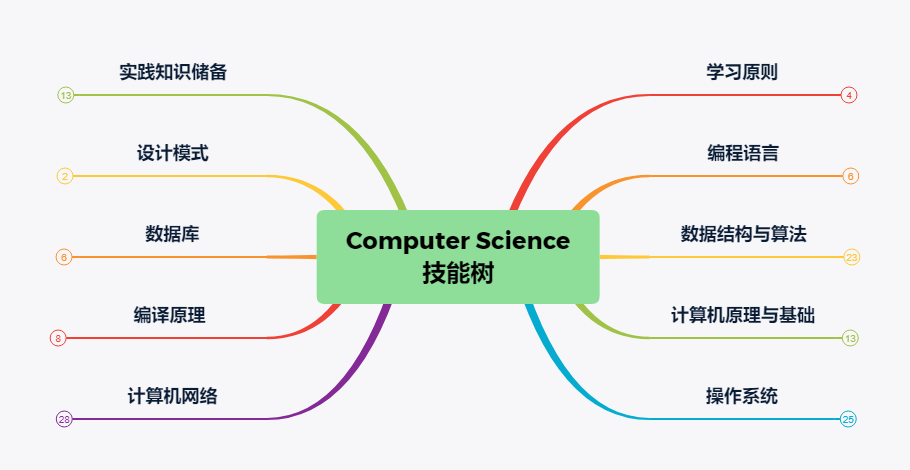 实践知识储备
13
设计模式
2
数据库
6
编译原理
8
计算机网络
28
Computer Science
技能树
学习原则
4
编程语言
6
数据结构与算法
23
计算机原理与基础
13
操作系统
25